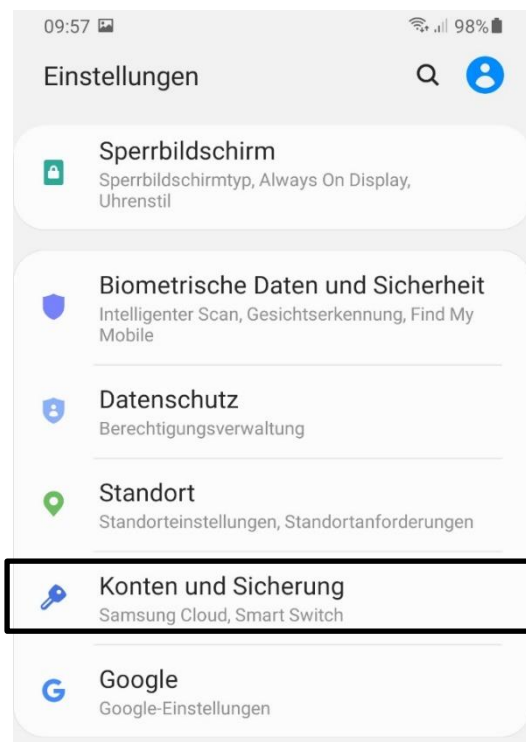 09:57 98%
Einstellungen
Sperrbildschirm
Sperrbildschirmtyp, Always On Display,
Uhrenstil
Biometrische Daten und Sicherheit
Intelligenter Scan, Gesichtserkennung, Find My
Mobile
Datenschutz
Berechtigungsverwaltung
Standort
Standorteinstellungen, Standortanforderungen
Konten und Sicherung
Samsung Cloud, Smart Switch
Google
Google-Einstellungen